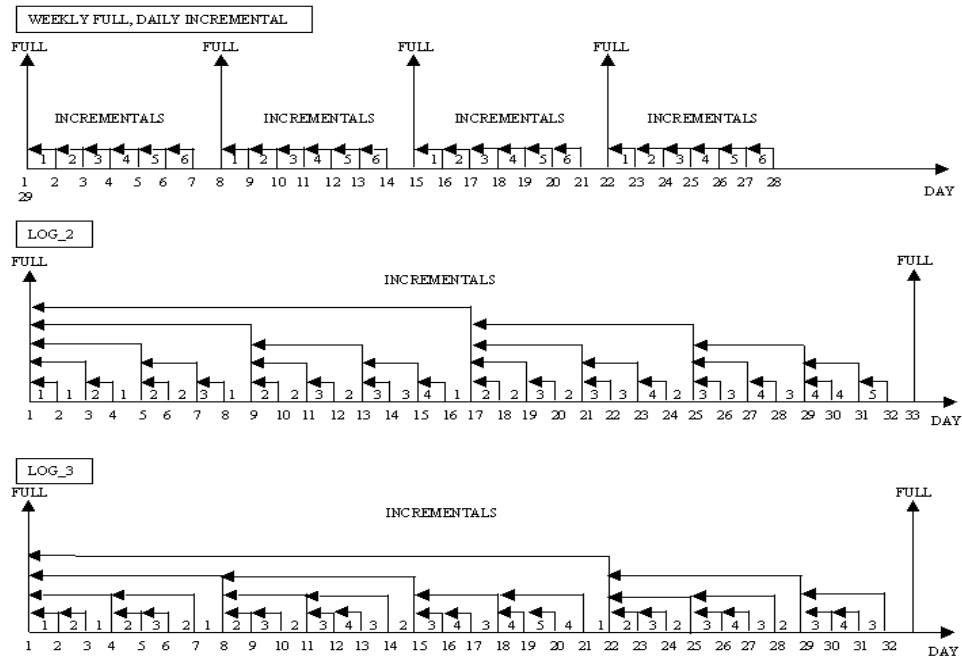 WEEKLY FULL, DAILY INCREMENTAL
FULL FULL FULL FULL
INCREMENTALS INCREMENTALS INCREMENTALS INCREMENTALS
1 2 3 4 5 6 1 2 3 4 5 6 1 2 3 4 5 6 1 2 3 4 5 6
1 2 3 4 5 6 7 8 9 10 11 12 13 14 15 16 17 18 19 20 21 22 23 24 25 26 27 28
29 DAY
LOG_2
FULL FULL
INCREMENTALS
1 1 2 1 2 2 3 1 2 2 3 2 3 3 4 1 2 2 3 2 3 3 4 2 3 3 4 3 4 4 5
1 2 3 4 5 6 7 8 9 10 11 12 13 14 15 16 17 18 19 20 21 22 23 24 25 26 27 28 29 30 31 32 33
DAY
LOG_3
FULL FULL
INCREMENTALS
1 2 1 2 3 2 1 2 3 2 3 4 3 2 3 4 3 4 5 4 1 2 3 2 3 4 3 2 3 4 3
1 2 3 4 5 6 7 8 9 10 11 12 13 14 15 16 17 18 19 20 21 22 23 24 25 26 27 28 29 30 31 32
DAY